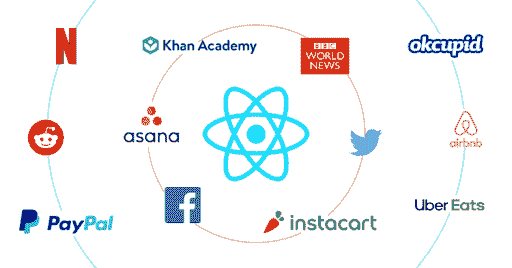 N
Khan Academy
BBC
WORLD
NEWS
okcupid
asana
airbnb
f
PayPal
instacart
Uber Eats